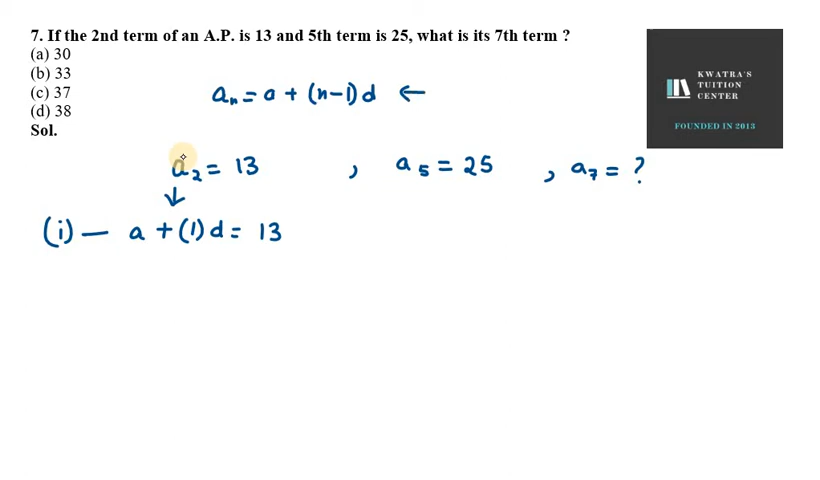 7. If the 2nd term of an A.P. is 13 and 5th term is 25, what is its 7th term ?
(a) 30
(b) 33
(c) 37
(d) 38
Sol.
KWATRA'S
TUITION
CENTER
FOUNDED IN 2013
aₙ = a + (n-1)d ←
a₂ = 13 , a₅ = 25 , a₇ = ?
↓
(i) — a + (1)d = 13